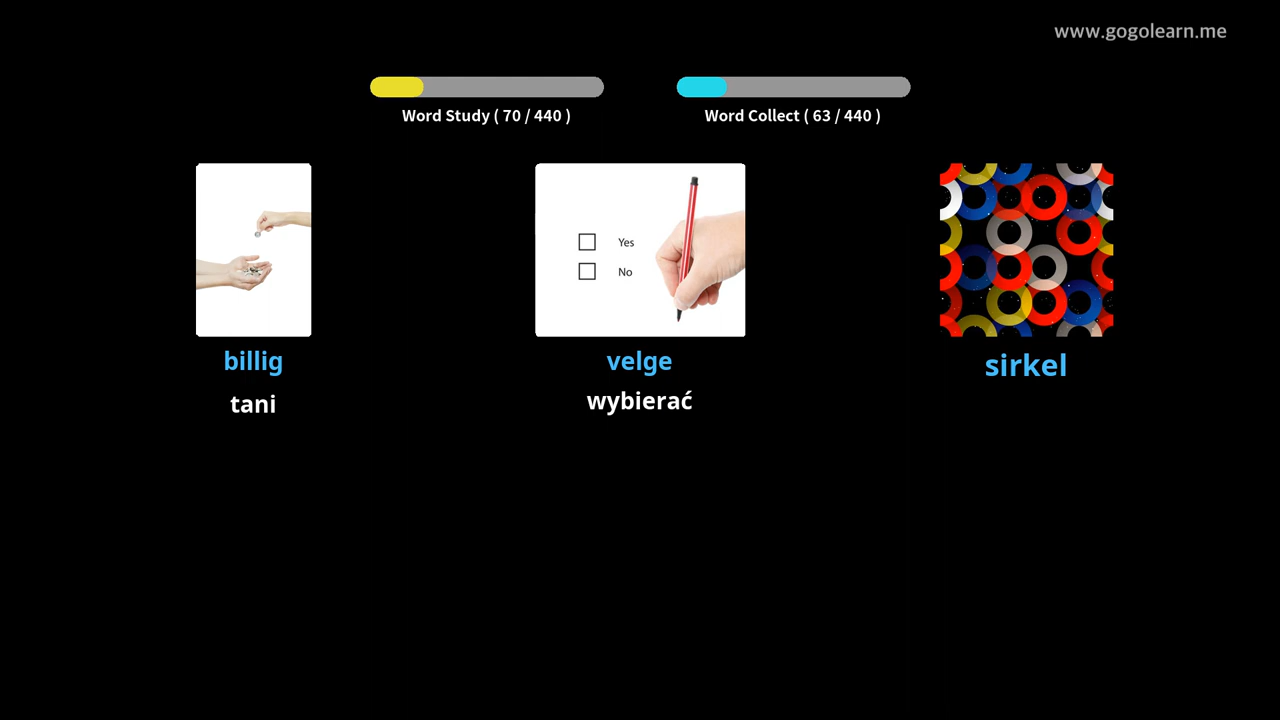 www.gogolearn.me
Word Study ( 70 / 440 )
Word Collect ( 63 / 440 )
Yes
No
billig
velge
sirkel
tani
wybierać